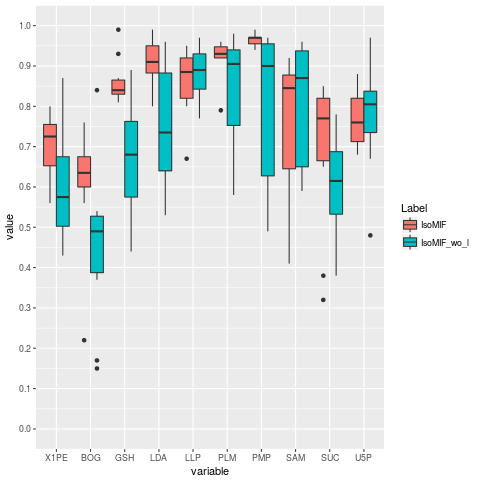 1.0
0.9
0.8
0.7
0.6
0.5
0.4
0.3
0.2
0.1
0.0
value
X1PE BOG GSH LDA LLP PLM PMP SAM SUC U5P
variable
Label
IsoMIF
IsoMIF_wo_l